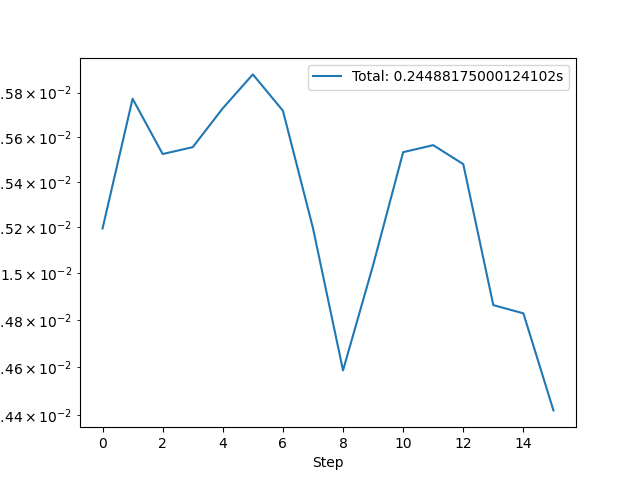 Total: 0.24488175000124102s
.58 × 10⁻²
.56 × 10⁻²
.54 × 10⁻²
.52 × 10⁻²
1.5 × 10⁻²
.48 × 10⁻²
.46 × 10⁻²
.44 × 10⁻²
0 2 4 6 8 10 12 14
Step